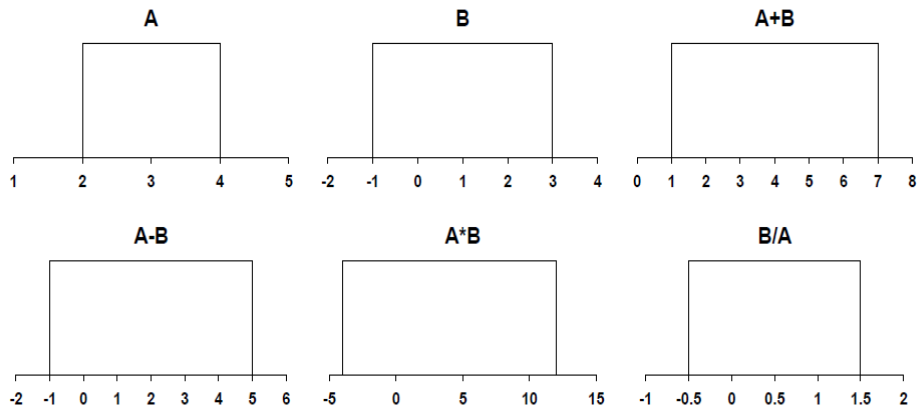 A
1 2 3 4 5
B
-2 -1 0 1 2 3 4
A+B
0 1 2 3 4 5 6 7 8
A-B
-2 -1 0 1 2 3 4 5 6
A*B
-5 0 5 10 15
B/A
-1 -0.5 0 0.5 1 1.5 2